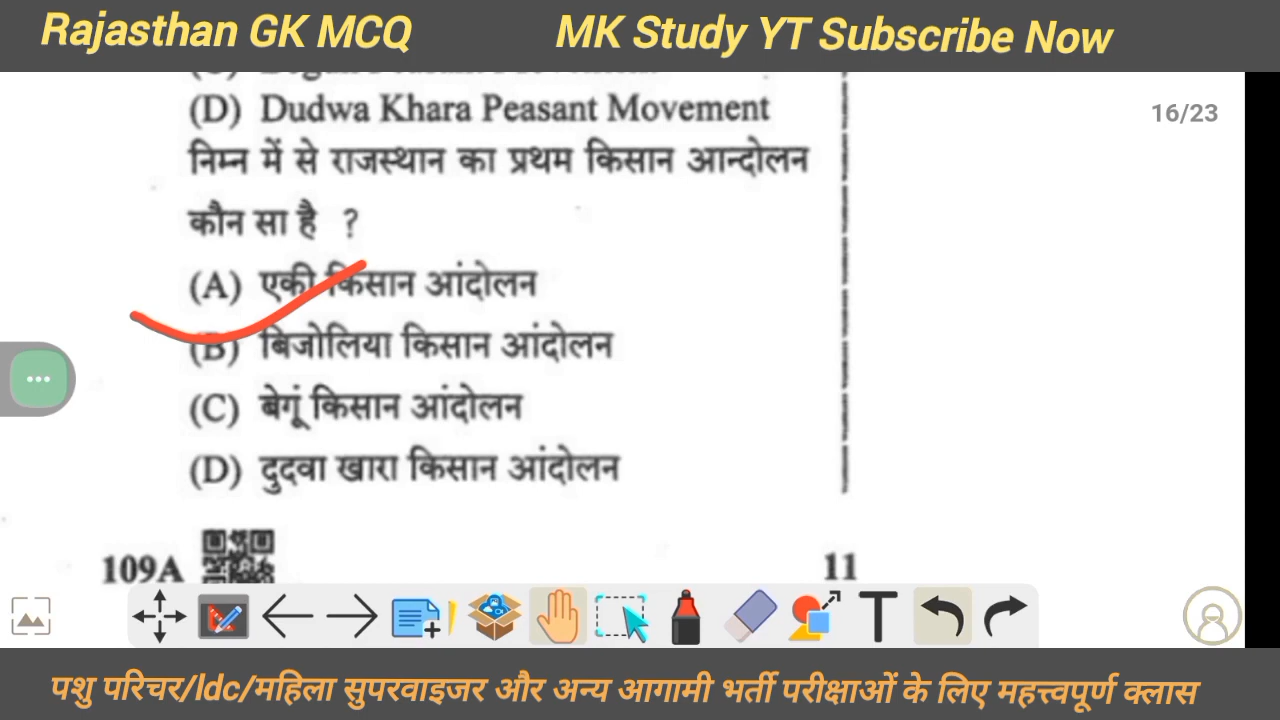 Rajasthan GK MCQ
MK Study YT Subscribe Now
(D) Dudwa Khara Peasant Movement
16/23
निम्न में से राजस्थान का प्रथम किसान आन्दोलन
कौन सा है ?
(A) एकी किसान आंदोलन
(B) बिजोलिया किसान आंदोलन
(C) बेगूं किसान आंदोलन
(D) दुदवा खारा किसान आंदोलन
109A
11
T
पशु परिचर/ldc/महिला सुपरवाइजर और अन्य आगामी भर्ती परीक्षाओं के लिए महत्त्वपूर्ण क्लास